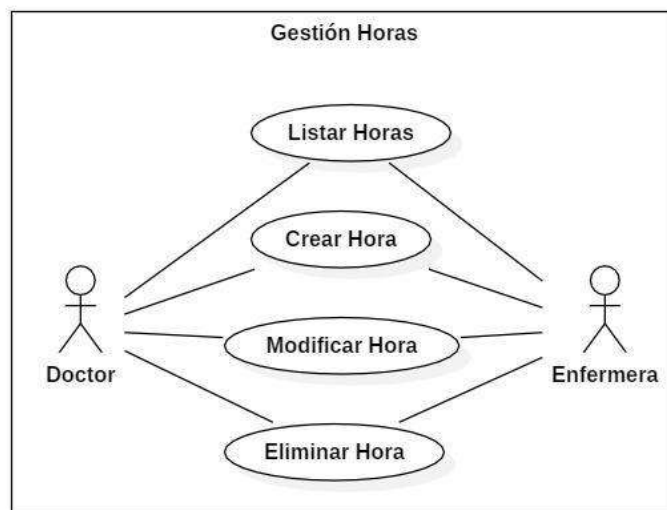 Gestión Horas
Listar Horas
Crear Hora
Modificar Hora
Doctor
Enfermera
Eliminar Hora